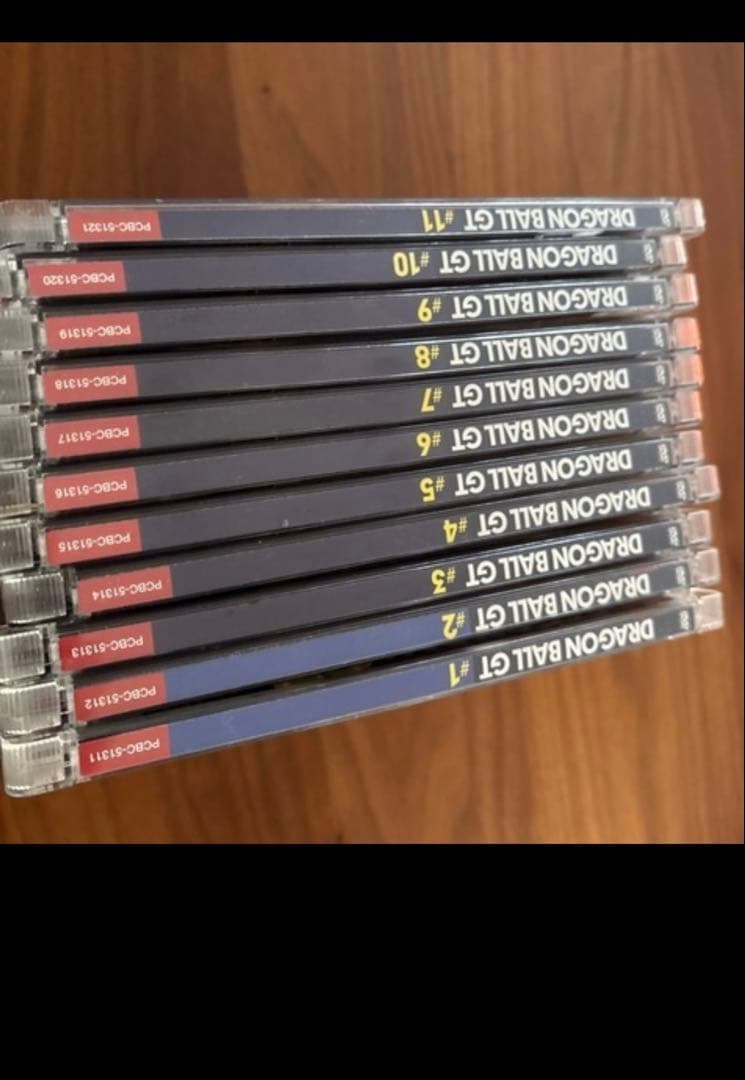 DRAGON BALL GT #11 PCBC-51321
DRAGON BALL GT #10 PCBC-51320
DRAGON BALL GT #9 PCBC-51319
DRAGON BALL GT #8 PCBC-51318
DRAGON BALL GT #7 PCBC-51317
DRAGON BALL GT #6 PCBC-51316
DRAGON BALL GT #5 PCBC-51315
DRAGON BALL GT #4 PCBC-51314
DRAGON BALL GT #3 PCBC-51313
DRAGON BALL GT #2 PCBC-51312
DRAGON BALL GT #1 PCBC-51311